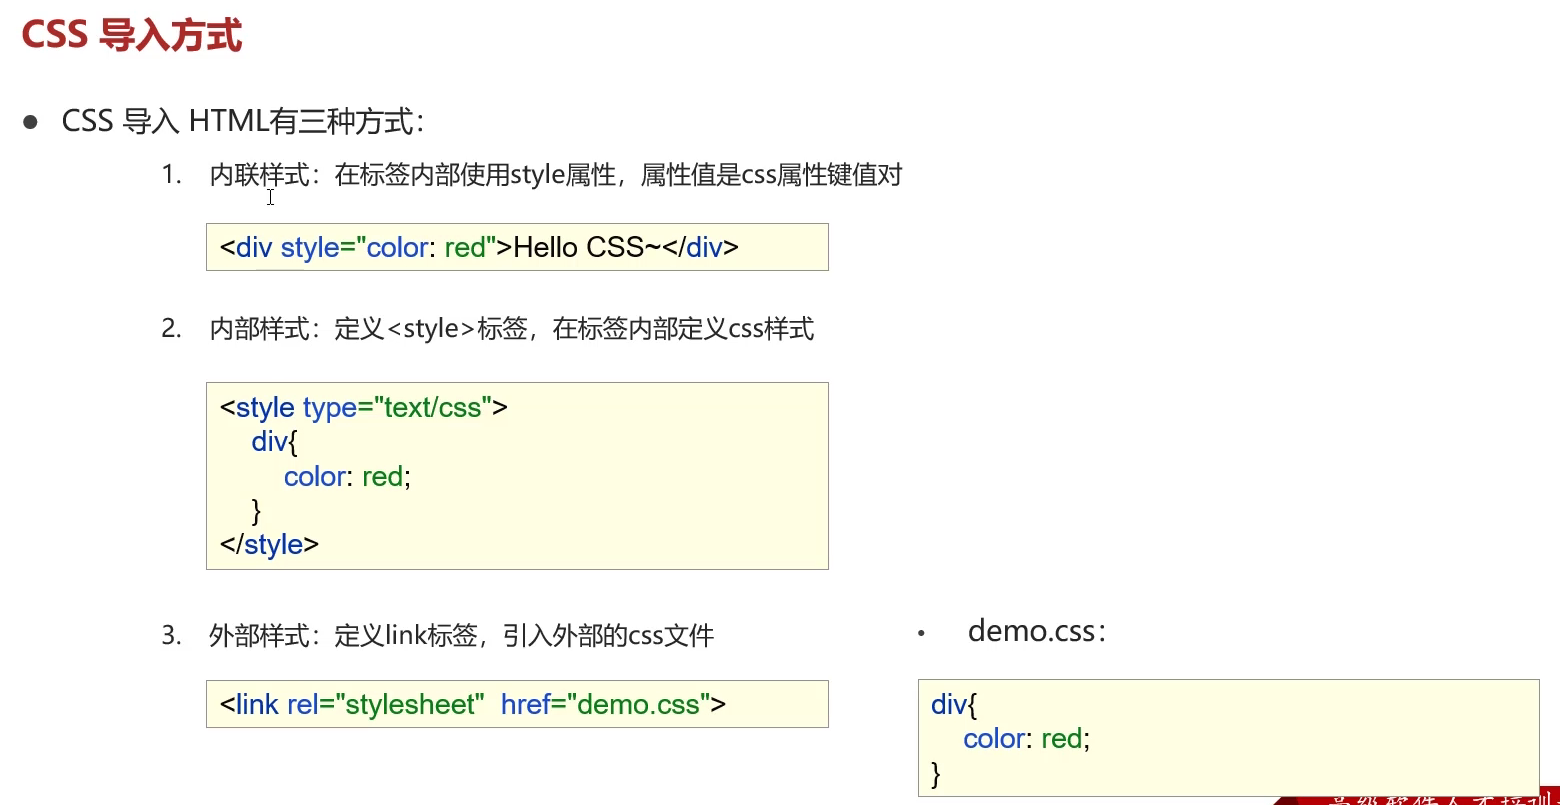 CSS 导入方式
● CSS 导入 HTML有三种方式：
1. 内联样式：在标签内部使用style属性，属性值是css属性键值对
<div style="color: red">Hello CSS~</div>
2. 内部样式：定义<style>标签，在标签内部定义css样式
<style type="text/css">
div{
color: red;
}
</style>
3. 外部样式：定义link标签，引入外部的css文件
<link rel="stylesheet" href="demo.css">
• demo.css：
div{
color: red;
}